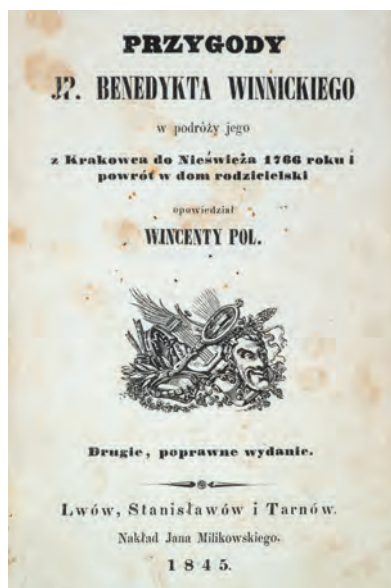 PRZYGODY
JP. BENEDYKTA WINNICKIEGO
w podróży jego
z Krakowca do Nieświeża 1766 roku i
powrót w dom rodzicielski
opowiedział
WINCENTY POL.
Drugie, poprawne wydanie.
Lwów, Stanisławów i Tarnów.
Nakład Jana Milikowskiego.
1845.